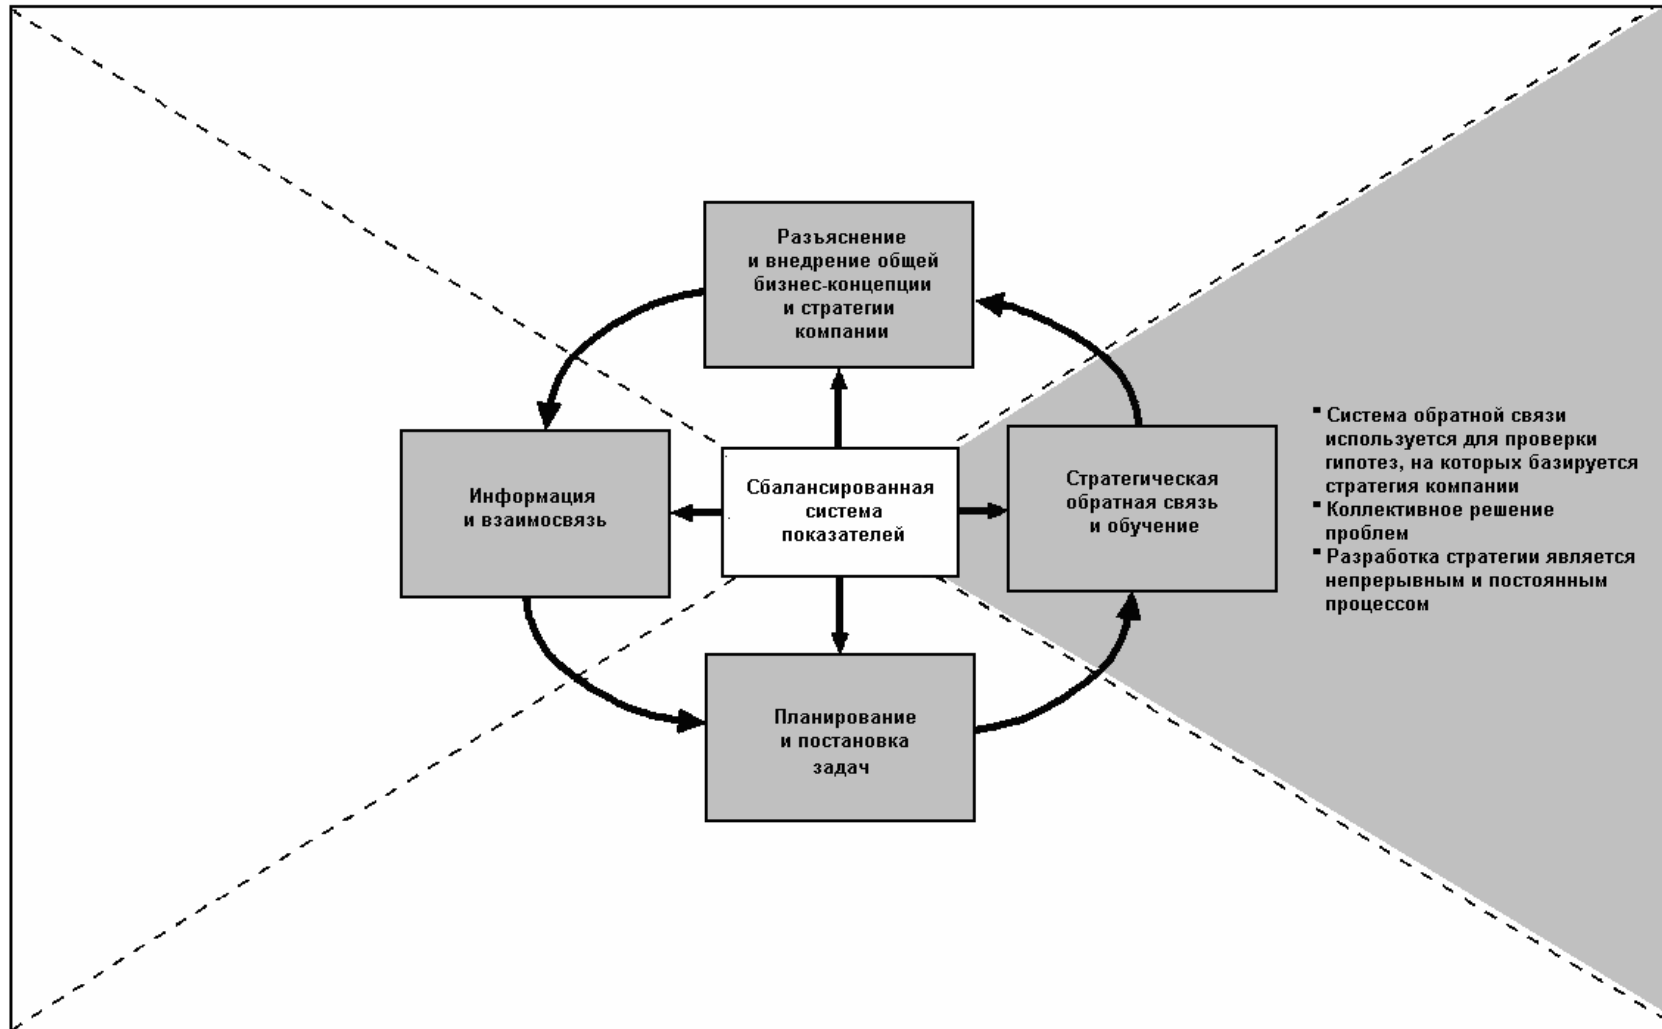 Разъяснение
и внедрение общей
бизнес-концепции
и стратегии
компании
Информация
и взаимосвязь
Сбалансированная
система
показателей
Стратегическая
обратная связь
и обучение
▪ Система обратной связи
используется для проверки
гипотез, на которых базируется
стратегия компании
▪ Коллективное решение
проблем
▪ Разработка стратегии является
непрерывным и постоянным
процессом
Планирование
и постановка
задач